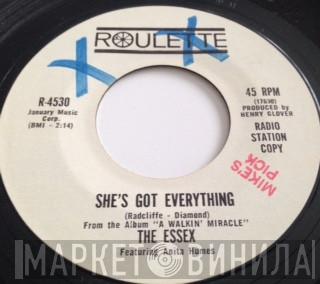 ROULETTE
R-4530
January Music
Corp.
(BMI - 2:14)
45 RPM
(17630)
PRODUCED BY
HENRY GLOVER
RADIO
STATION
COPY
MIKE'S
PICK
SHE'S GOT EVERYTHING
(Radcliffe - Diamond)
From the Album "A WALKIN' MIRACLE"
THE ESSEX
Featuring Anita Humes
МАРКЕТ ВИНИЛА